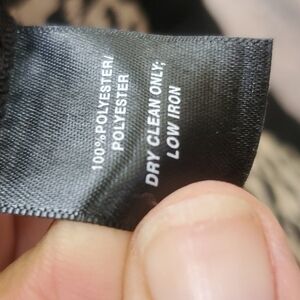 100%POLYESTER/
POLYESTER
DRY CLEAN ONLY;
LOW IRON